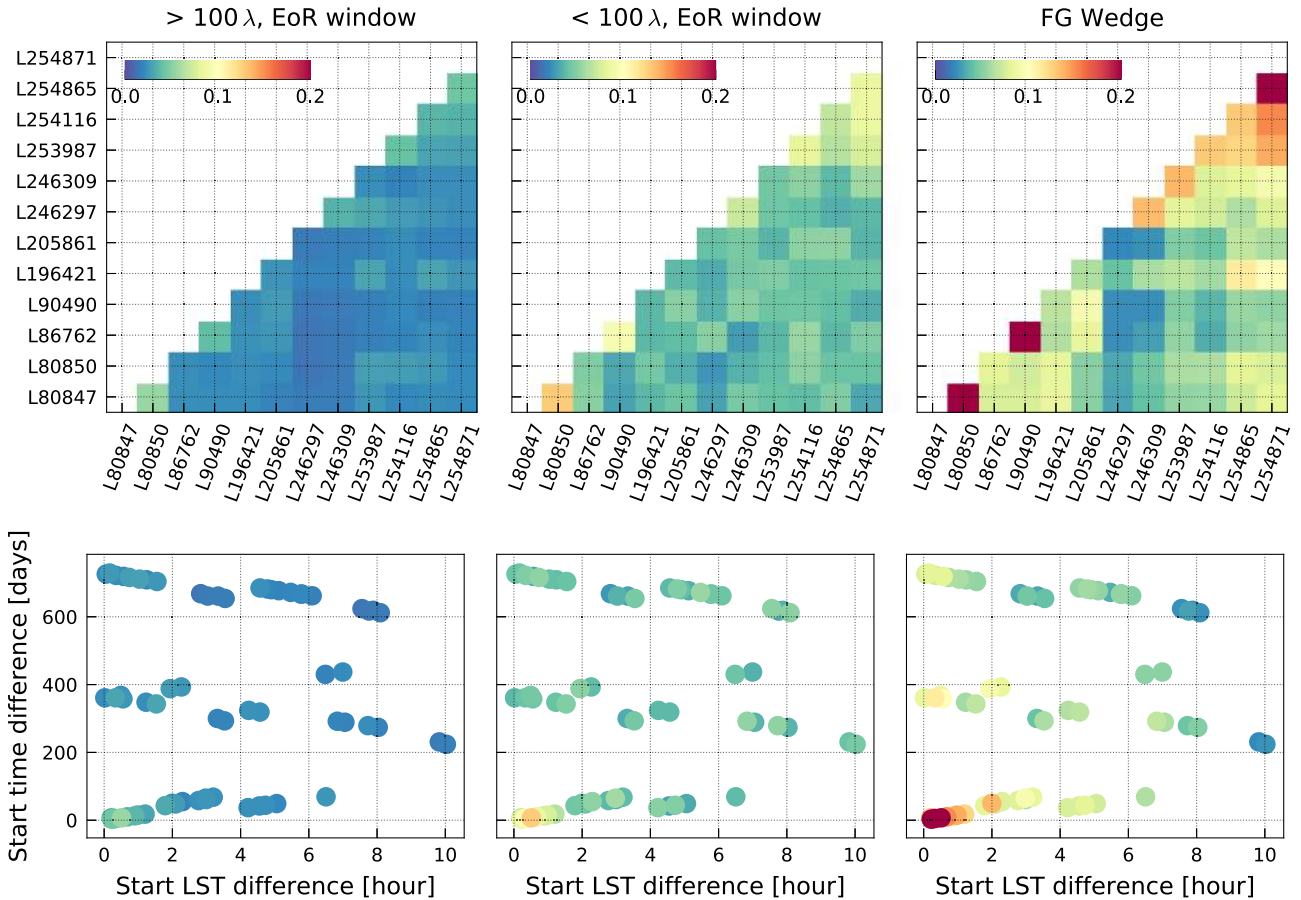 > 100 λ, EoR window
< 100 λ, EoR window
FG Wedge
L254871
L254865
L254116
L253987
L246309
L246297
L205861
L196421
L90490
L86762
L80850
L80847
0.0 0.1 0.2
0.0 0.1 0.2
0.0 0.1 0.2
L80847 L80850 L86762 L90490 L196421 L205861 L246297 L246309 L253987 L254116 L254865 L254871
L80847 L80850 L86762 L90490 L196421 L205861 L246297 L246309 L253987 L254116 L254865 L254871
L80847 L80850 L86762 L90490 L196421 L205861 L246297 L246309 L253987 L254116 L254865 L254871
Start time difference [days]
600
400
200
0
0 2 4 6 8 10
0 2 4 6 8 10
0 2 4 6 8 10
Start LST difference [hour]
Start LST difference [hour]
Start LST difference [hour]